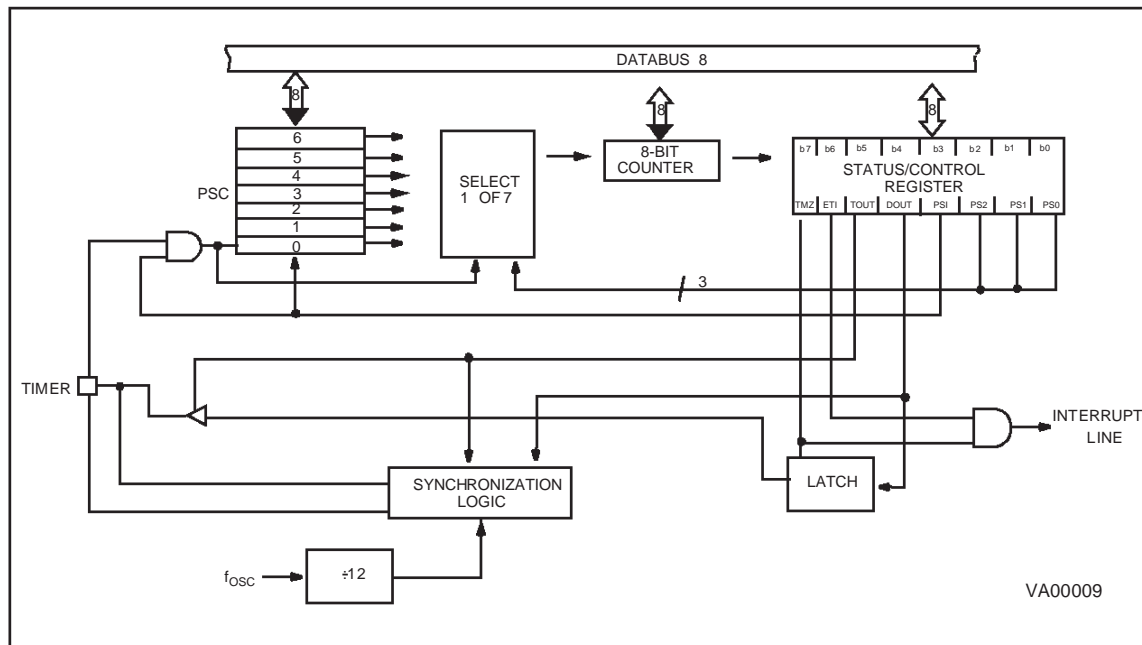 DATABUS 8
8
8
8
6
5
4
3
2
1
0
PSC
SELECT
1 OF 7
8-BIT
COUNTER
b7 b6 b5 b4 b3 b2 b1 b0
STATUS/CONTROL
REGISTER
TMZ ETI TOUT DOUT PSI PS2 PS1 PS0
3
TIMER
SYNCHRONIZATION
LOGIC
LATCH
INTERRUPT
LINE
fOSC
÷12
VA00009